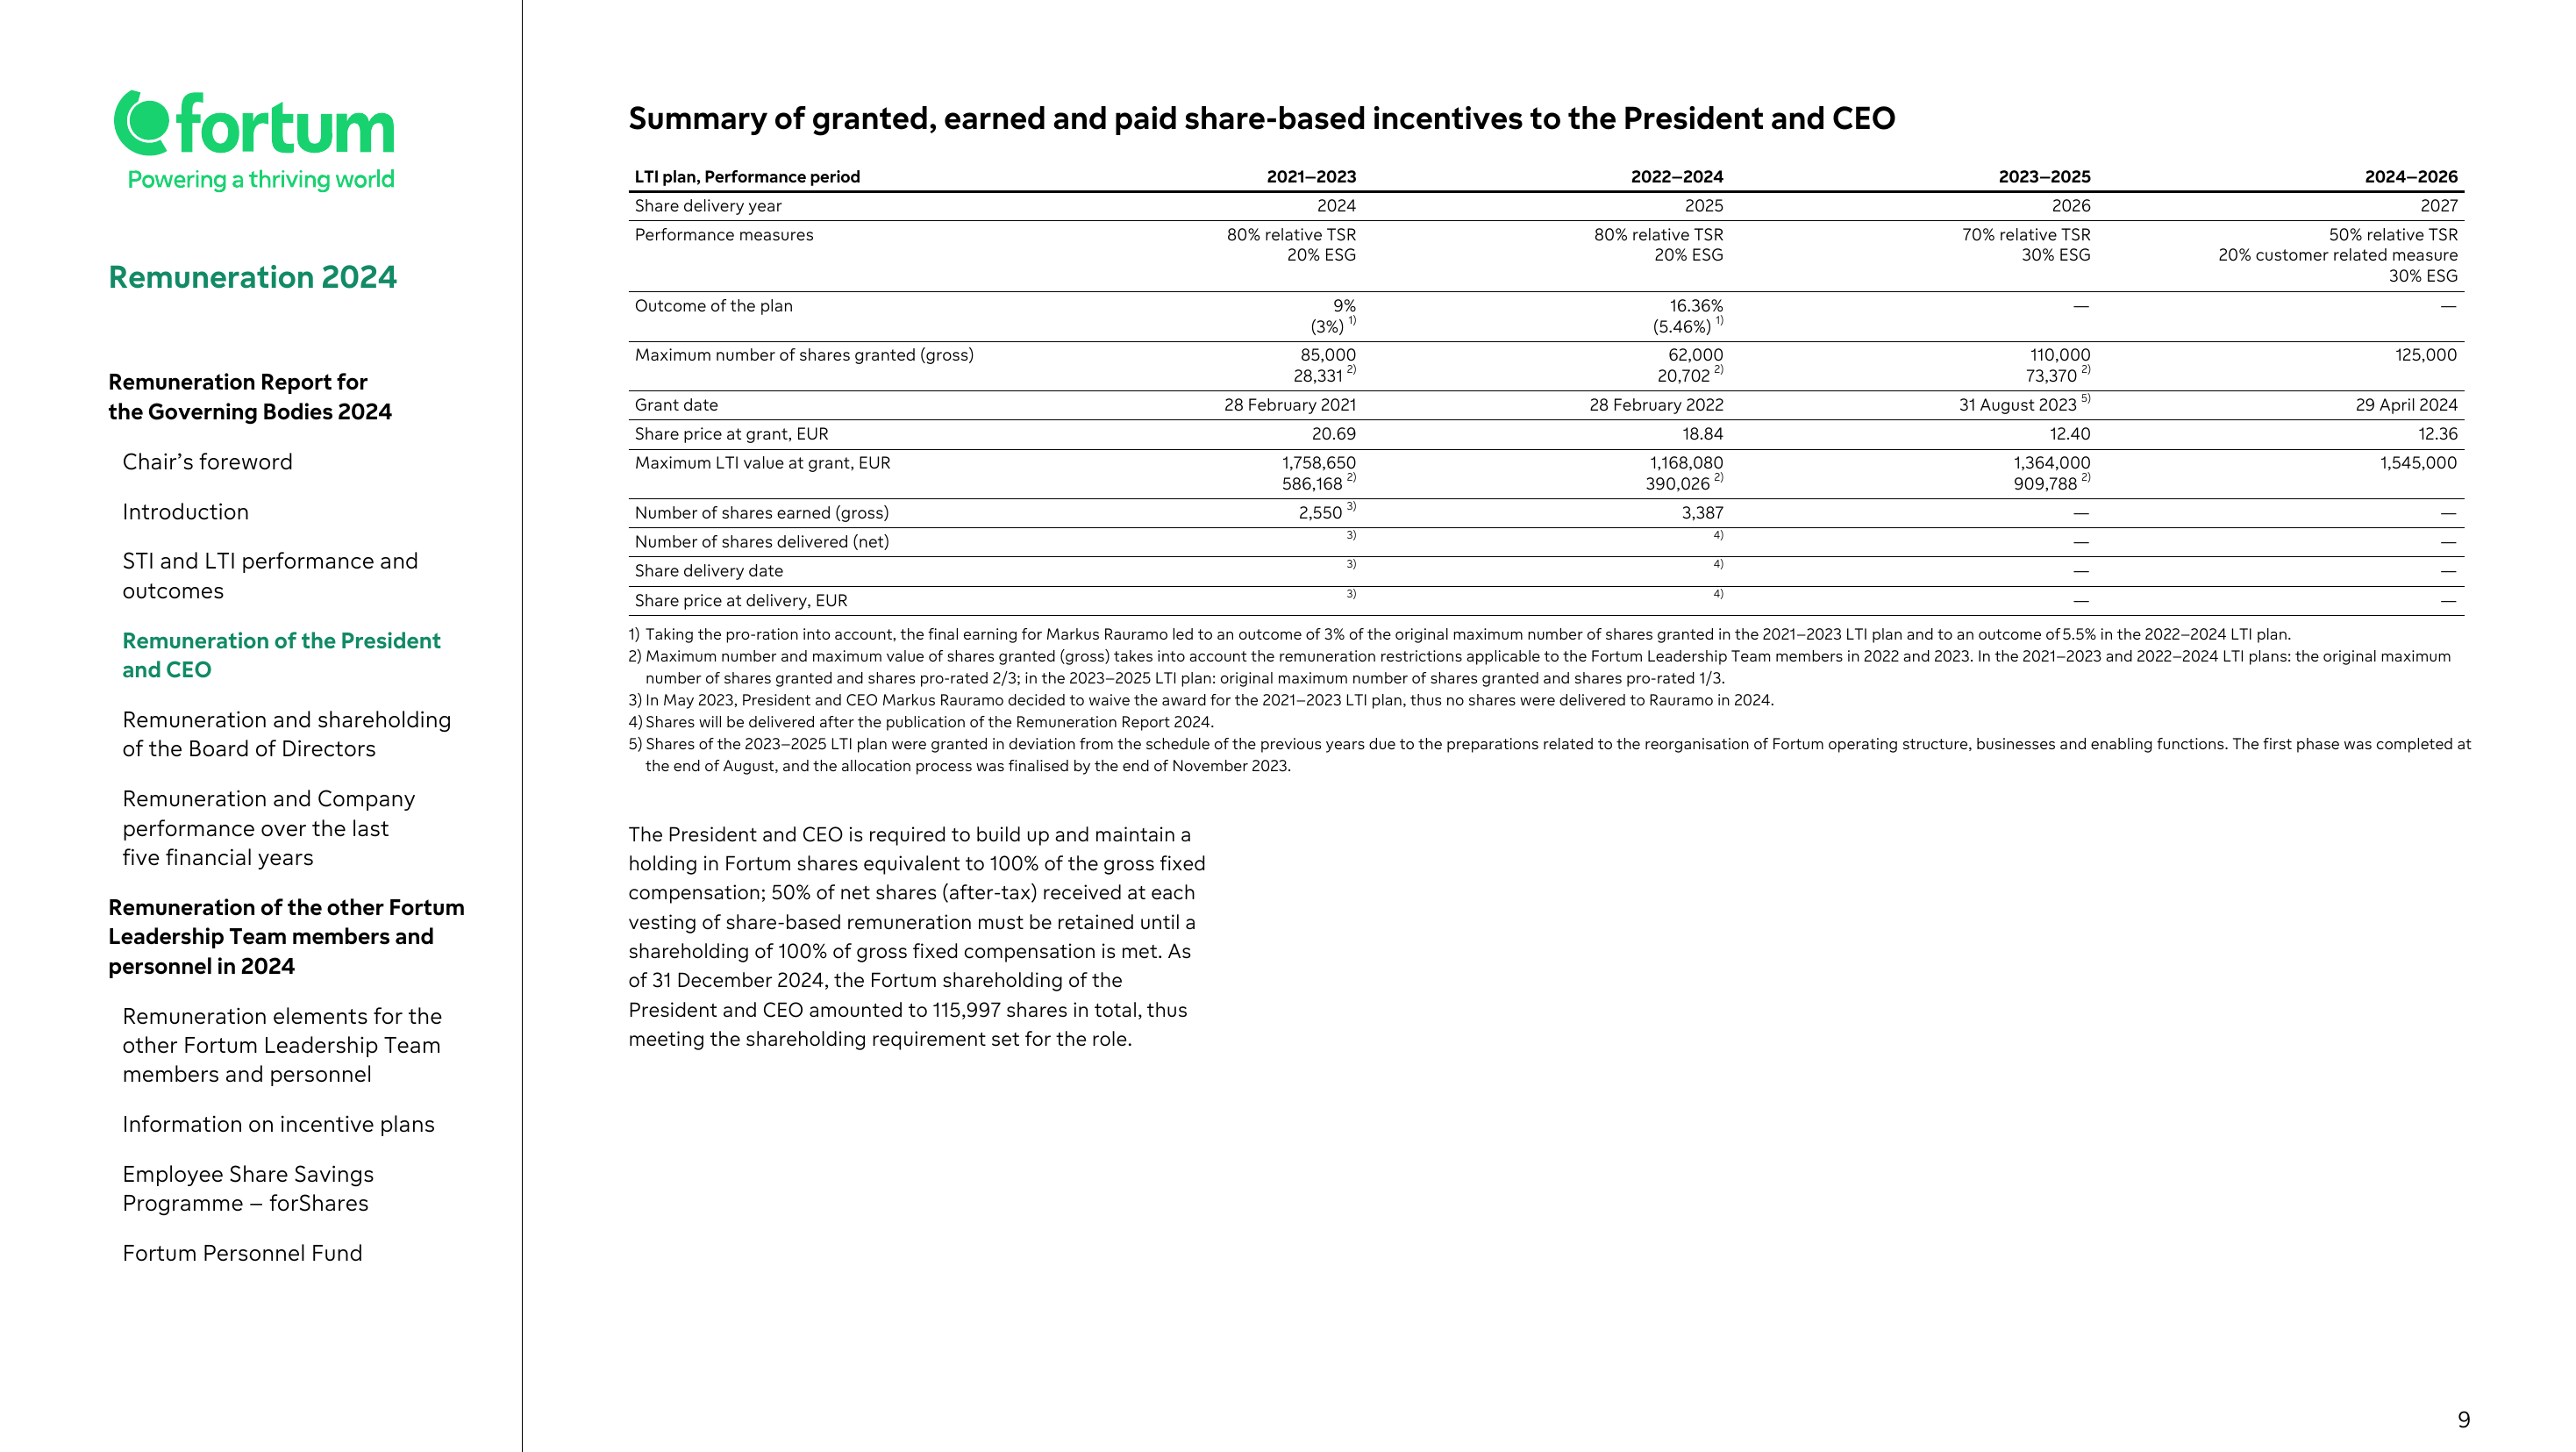 fortum
Powering a thriving world
Remuneration 2024
Remuneration Report for
the Governing Bodies 2024
Chair’s foreword
Introduction
STI and LTI performance and
outcomes
Remuneration of the President
and CEO
Remuneration and shareholding
of the Board of Directors
Remuneration and Company
performance over the last
five financial years
Remuneration of the other Fortum
Leadership Team members and
personnel in 2024
Remuneration elements for the
other Fortum Leadership Team
members and personnel
Information on incentive plans
Employee Share Savings
Programme – forShares
Fortum Personnel Fund
Summary of granted, earned and paid share-based incentives to the President and CEO
LTI plan, Performance period 2021–2023 2022–2024 2023–2025 2024–2026
Share delivery year 2024 2025 2026 2027
Performance measures 80% relative TSR 80% relative TSR 70% relative TSR 50% relative TSR
20% ESG 20% ESG 30% ESG 20% customer related measure
30% ESG
Outcome of the plan 9% 16.36% — —
(3%) 1) (5.46%) 1)
Maximum number of shares granted (gross) 85,000 62,000 110,000 125,000
28,331 2) 20,702 2) 73,370 2)
Grant date 28 February 2021 28 February 2022 31 August 2023 5) 29 April 2024
Share price at grant, EUR 20.69 18.84 12.40 12.36
Maximum LTI value at grant, EUR 1,758,650 1,168,080 1,364,000 1,545,000
586,168 2) 390,026 2) 909,788 2)
Number of shares earned (gross) 2,550 3) 3,387 — —
Number of shares delivered (net) 3) 4) — —
Share delivery date 3) 4) — —
Share price at delivery, EUR 3) 4) — —
1) Taking the pro-ration into account, the final earning for Markus Rauramo led to an outcome of 3% of the original maximum number of shares granted in the 2021–2023 LTI plan and to an outcome of 5.5% in the 2022–2024 LTI plan.
2) Maximum number and maximum value of shares granted (gross) takes into account the remuneration restrictions applicable to the Fortum Leadership Team members in 2022 and 2023. In the 2021–2023 and 2022–2024 LTI plans: the original maximum
number of shares granted and shares pro-rated 2/3; in the 2023–2025 LTI plan: original maximum number of shares granted and shares pro-rated 1/3.
3) In May 2023, President and CEO Markus Rauramo decided to waive the award for the 2021–2023 LTI plan, thus no shares were delivered to Rauramo in 2024.
4) Shares will be delivered after the publication of the Remuneration Report 2024.
5) Shares of the 2023–2025 LTI plan were granted in deviation from the schedule of the previous years due to the preparations related to the reorganisation of Fortum operating structure, businesses and enabling functions. The first phase was completed at
the end of August, and the allocation process was finalised by the end of November 2023.
The President and CEO is required to build up and maintain a
holding in Fortum shares equivalent to 100% of the gross fixed
compensation; 50% of net shares (after-tax) received at each
vesting of share-based remuneration must be retained until a
shareholding of 100% of gross fixed compensation is met. As
of 31 December 2024, the Fortum shareholding of the
President and CEO amounted to 115,997 shares in total, thus
meeting the shareholding requirement set for the role.
9